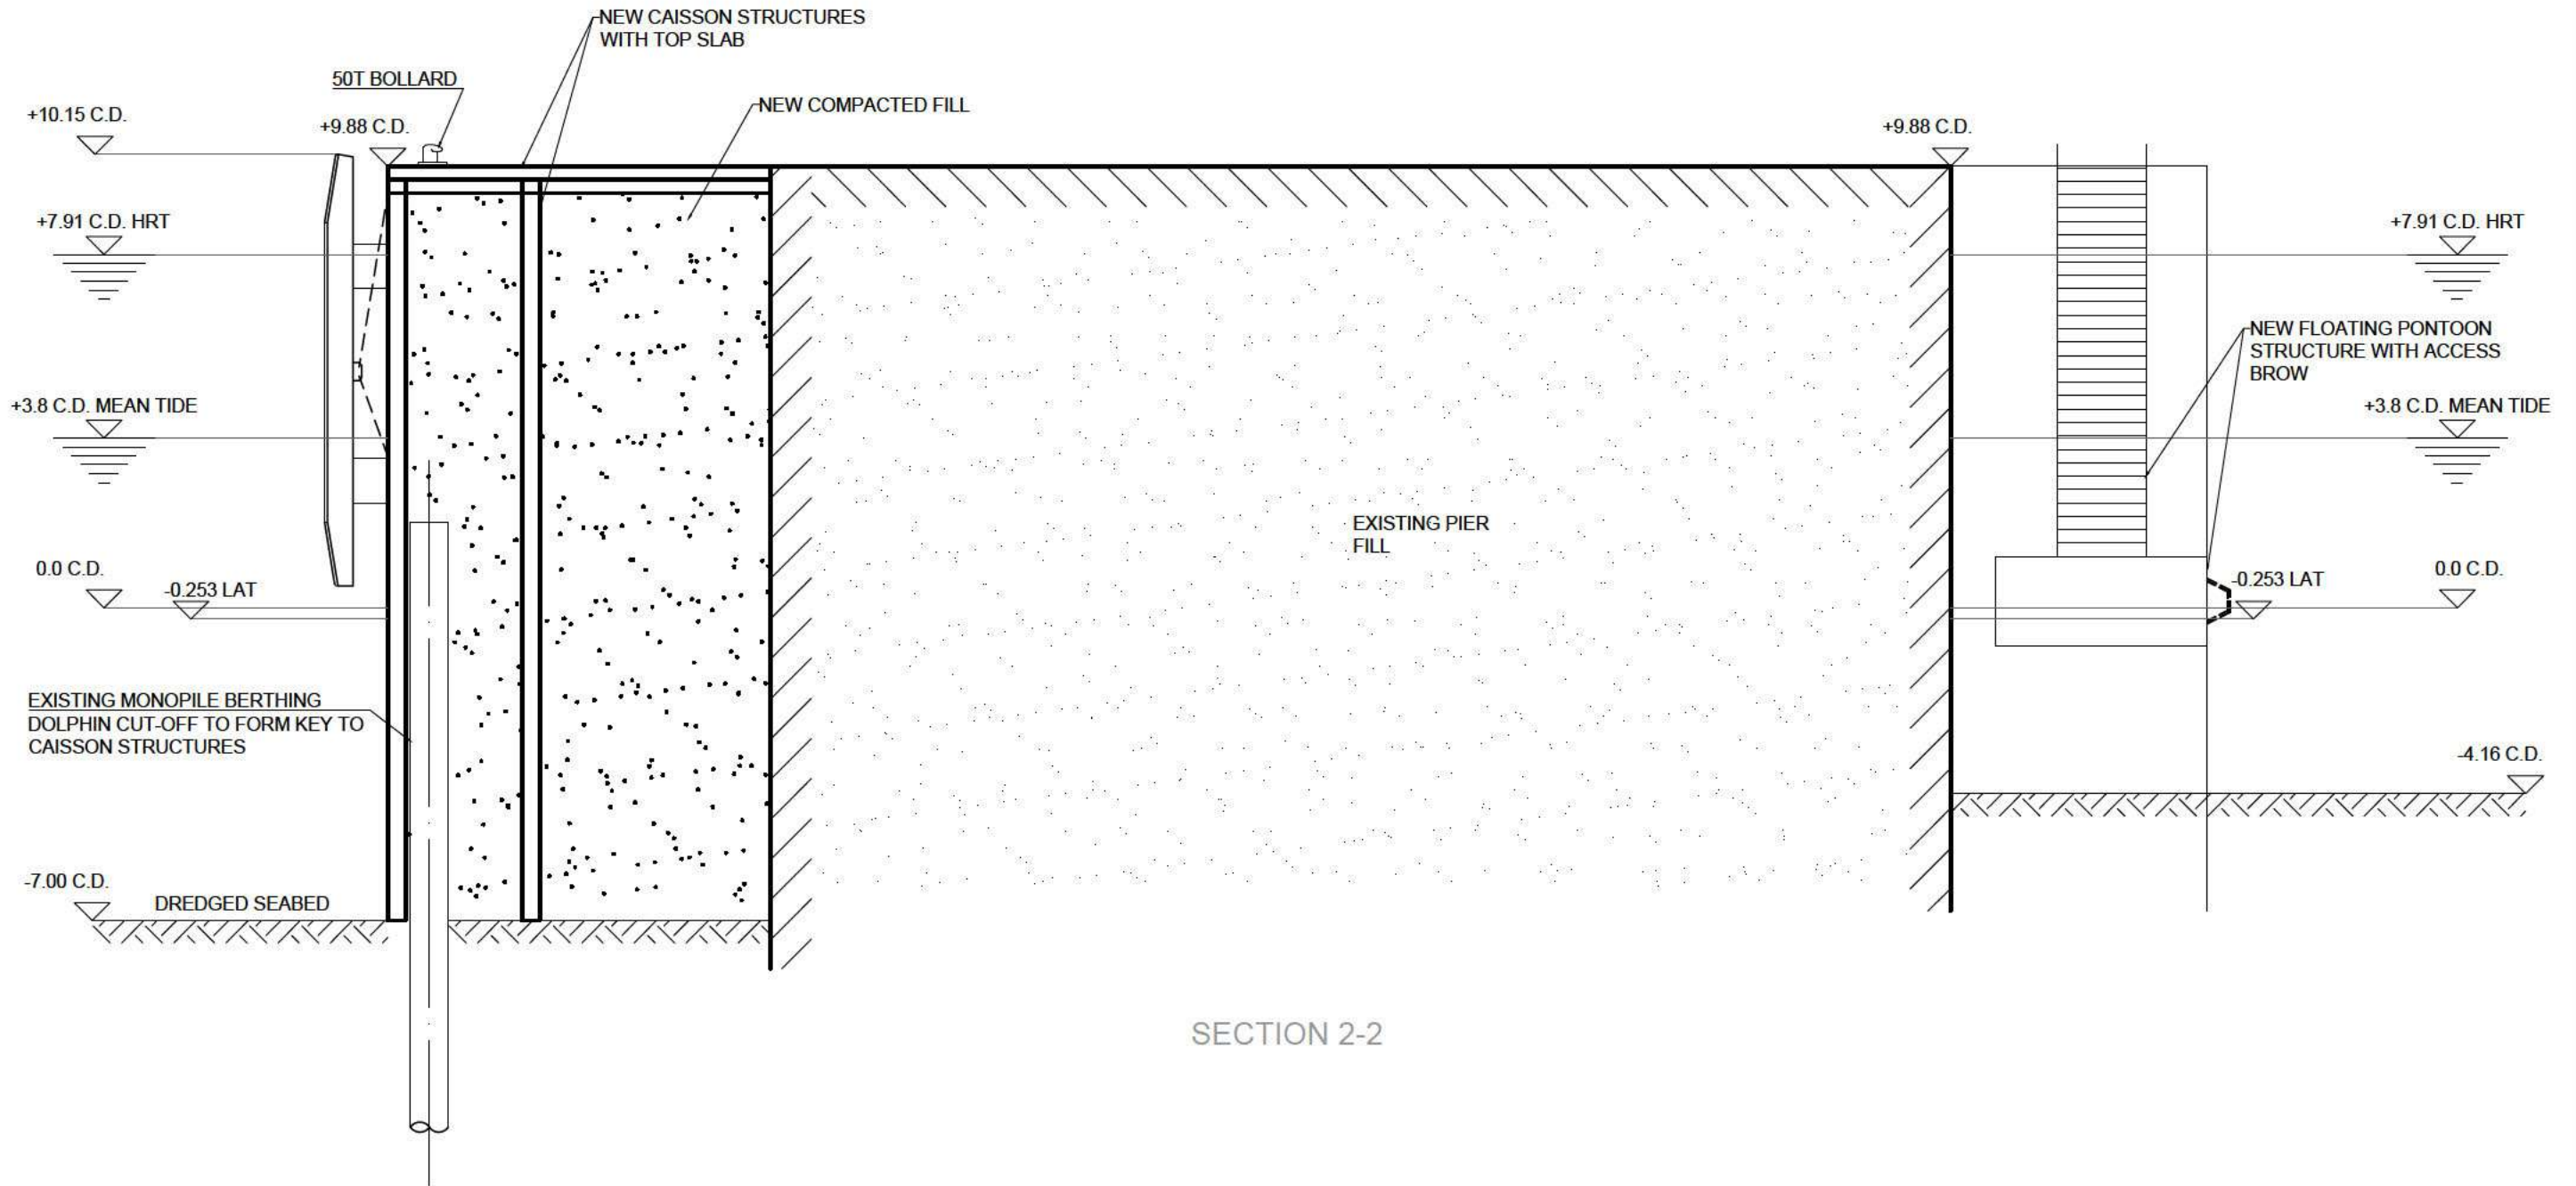 NEW CAISSON STRUCTURES
WITH TOP SLAB
50T BOLLARD
NEW COMPACTED FILL
+10.15 C.D.
+9.88 C.D.
+9.88 C.D.
+7.91 C.D. HRT
+7.91 C.D. HRT
NEW FLOATING PONTOON
STRUCTURE WITH ACCESS
BROW
+3.8 C.D. MEAN TIDE
+3.8 C.D. MEAN TIDE
EXISTING PIER
FILL
0.0 C.D.
-0.253 LAT
-0.253 LAT
0.0 C.D.
EXISTING MONOPILE BERTHING
DOLPHIN CUT-OFF TO FORM KEY TO
CAISSON STRUCTURES
-4.16 C.D.
-7.00 C.D.
DREDGED SEABED
SECTION 2-2